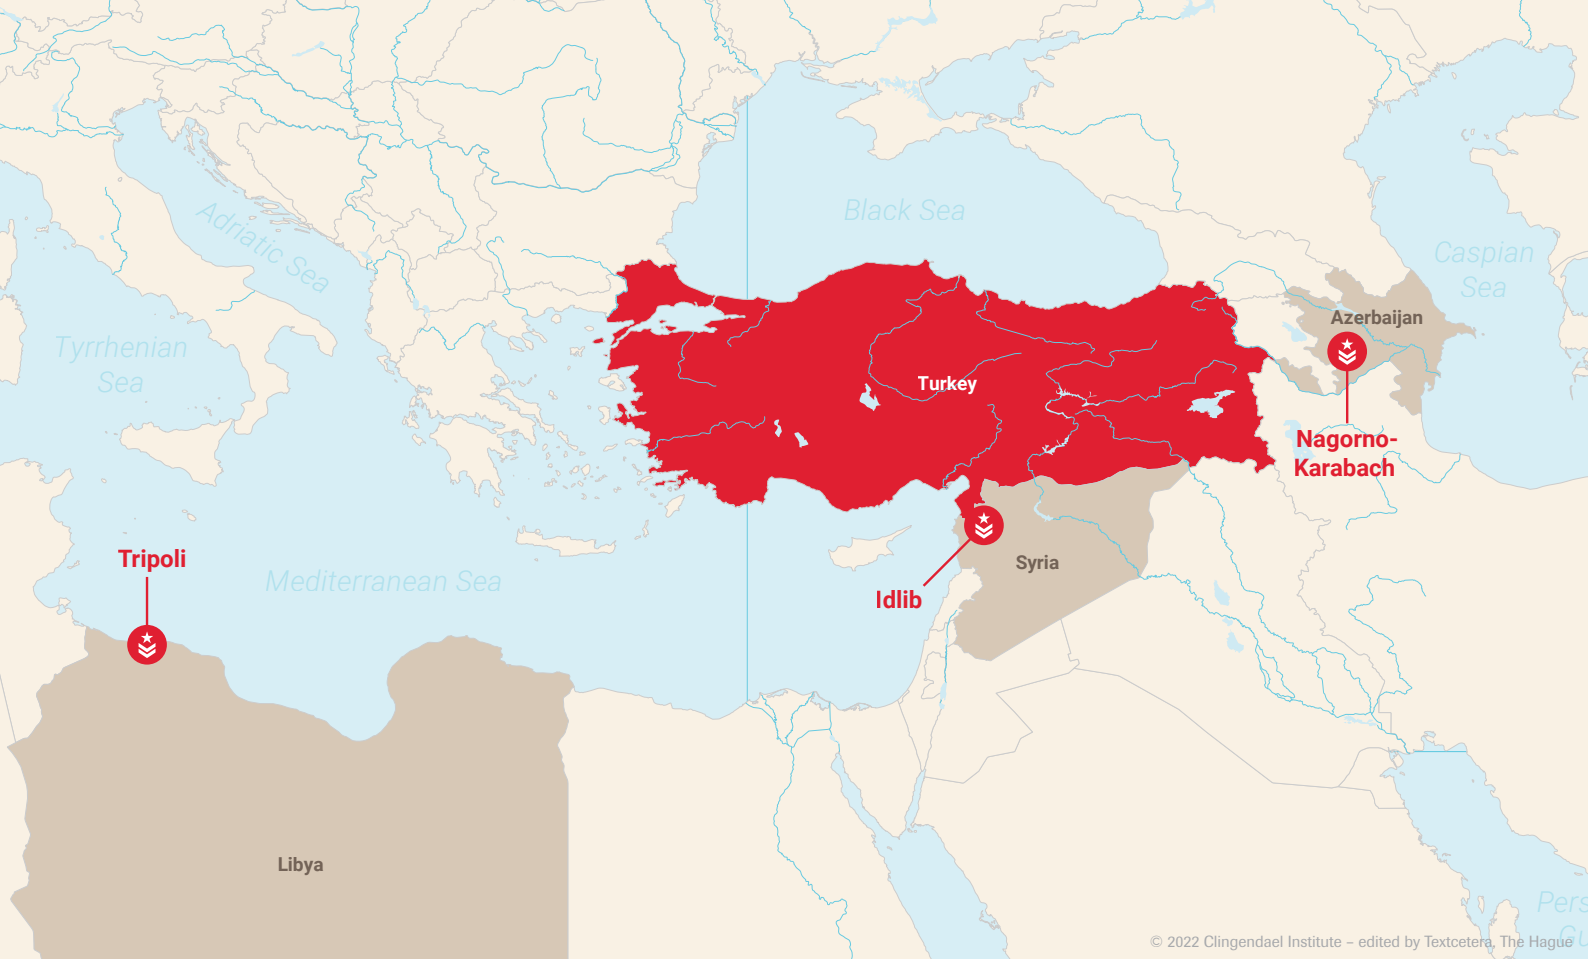 Black Sea
Adriatic Sea
Caspian
Sea
Azerbaijan
Tyrrhenian
Sea
Turkey
Nagorno-
Karabach
Tripoli
Mediterranean Sea
Syria
Idlib
Libya
Pers
Gu
© 2022 Clingendael Institute – edited by Textcetera, The Hague